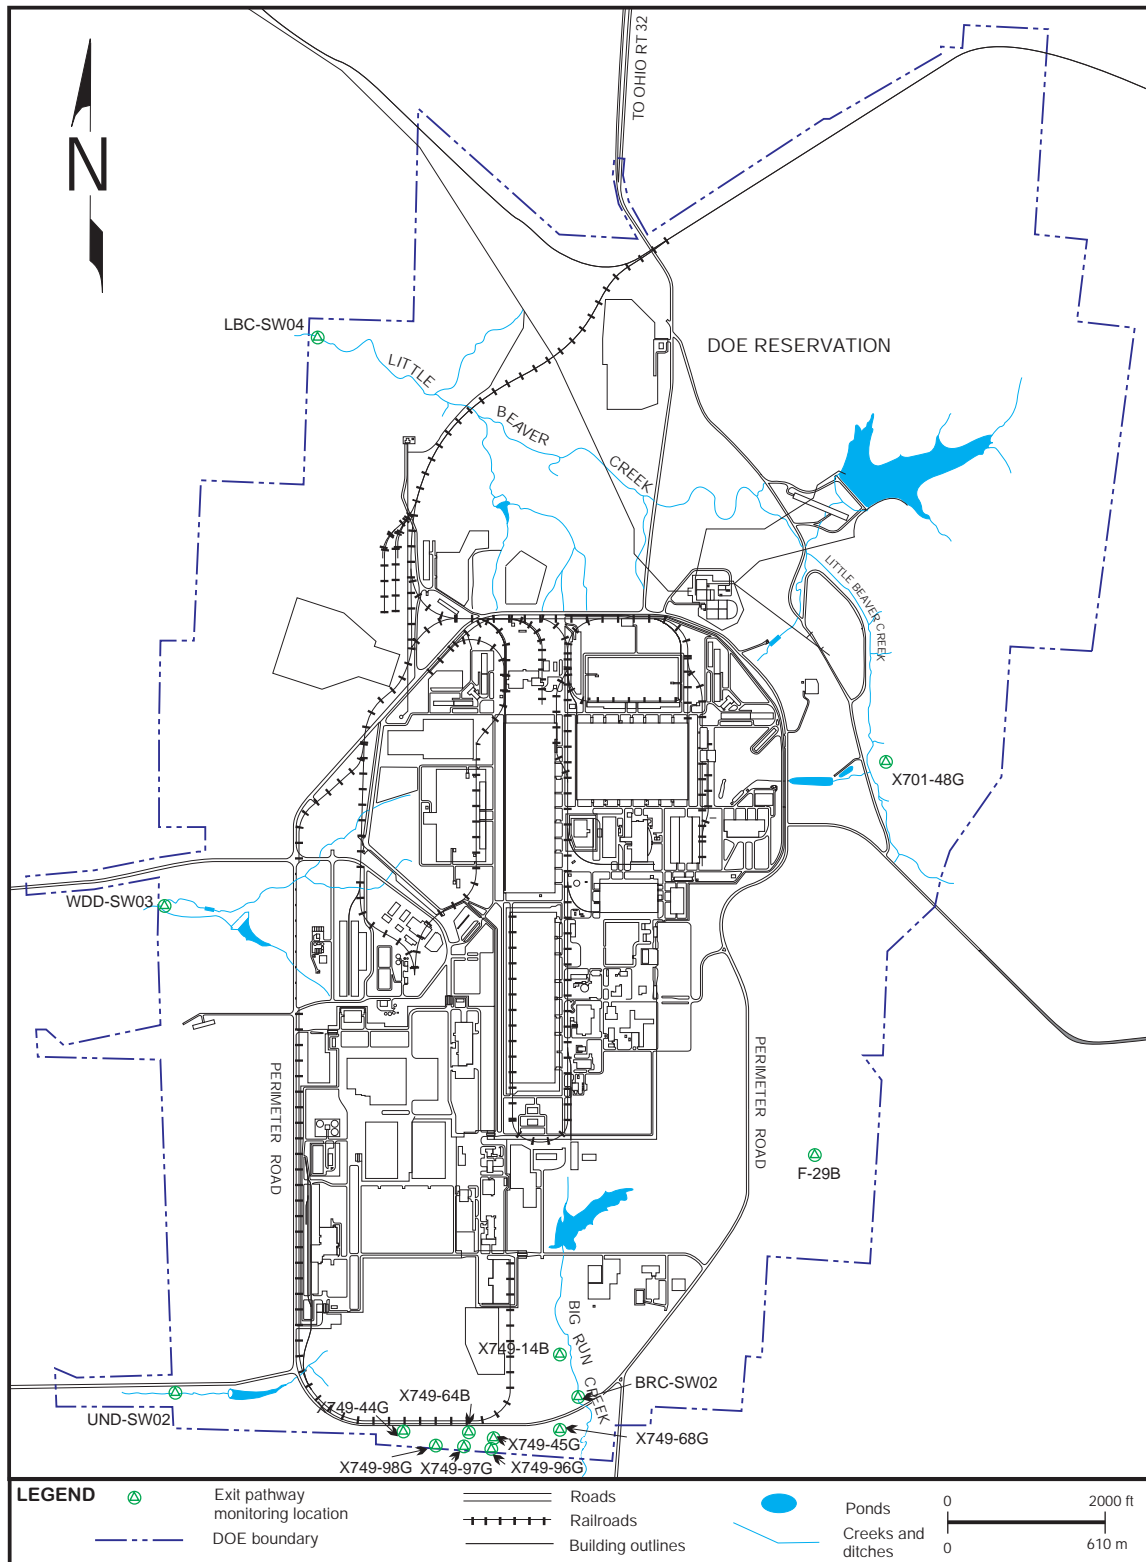 TO OHIO RT 32
N
LBC-SW04
DOE RESERVATION
LITTLE
BEAVER
CREEK
LITTLE BEAVER CREEK
X701-48G
WDD-SW03
PERIMETER ROAD
PERIMETER ROAD
F-29B
BIG RUN CREEK
X749-14B
BRC-SW02
X749-64B
X749-44G
UND-SW02
X749-68G
X749-45G
X749-98G
X749-97G
X749-96G
LEGEND
Exit pathway
monitoring location
DOE boundary
Roads
Railroads
Building outlines
Ponds
Creeks and
ditches
0 2000 ft
0 610 m